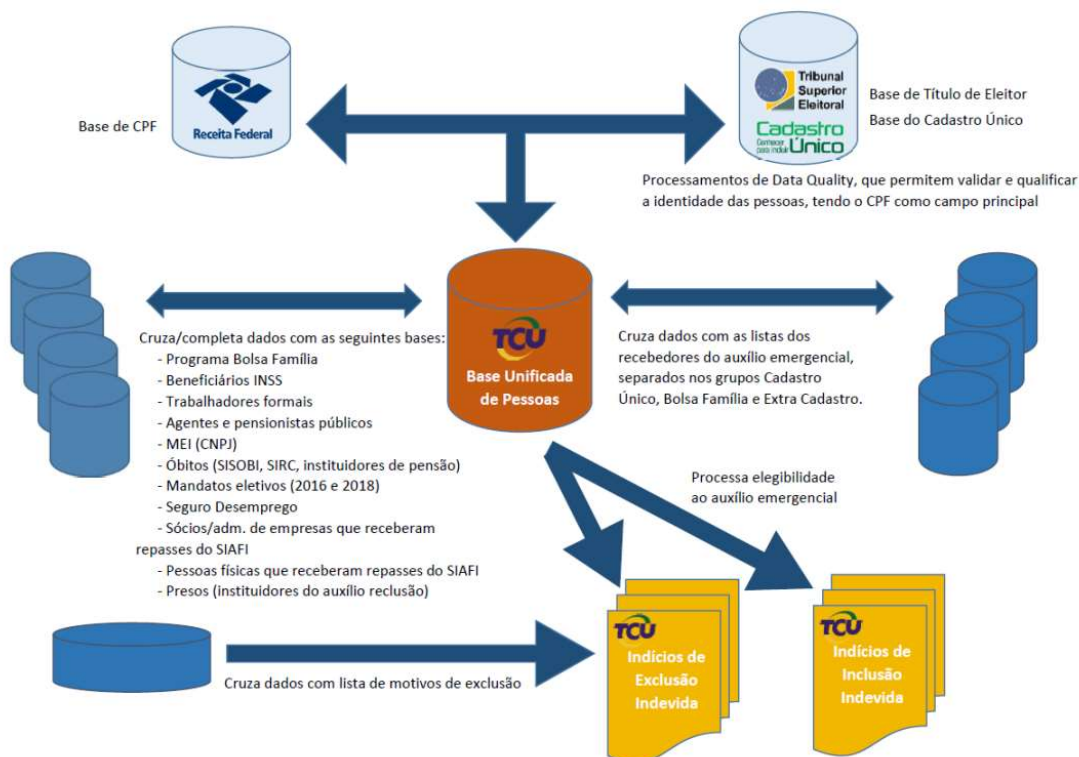 Base de CPF
Receita Federal
Tribunal
Superior
Eleitoral
Cadastro
Conhecer
para incluir
Único
Base de Título de Eleitor
Base do Cadastro Único
Processamentos de Data Quality, que permitem validar e qualificar
a identidade das pessoas, tendo o CPF como campo principal
Cruza/completa dados com as seguintes bases:
- Programa Bolsa Família
- Beneficiários INSS
- Trabalhadores formais
- Agentes e pensionistas públicos
- MEI (CNPJ)
- Óbitos (SISOBI, SIRC, instituidores de pensão)
- Mandatos eletivos (2016 e 2018)
- Seguro Desemprego
- Sócios/adm. de empresas que receberam
repasses do SIAFI
- Pessoas físicas que receberam repasses do SIAFI
- Presos (instituidores do auxílio reclusão)
TCU
Base Unificada
de Pessoas
Cruza dados com as listas dos
recebedores do auxílio emergencial,
separados nos grupos Cadastro
Único, Bolsa Família e Extra Cadastro.
Processa elegibilidade
ao auxílio emergencial
Cruza dados com lista de motivos de exclusão
TCU
Indícios de
Exclusão
Indevida
TCU
Indícios de
Inclusão
Indevida